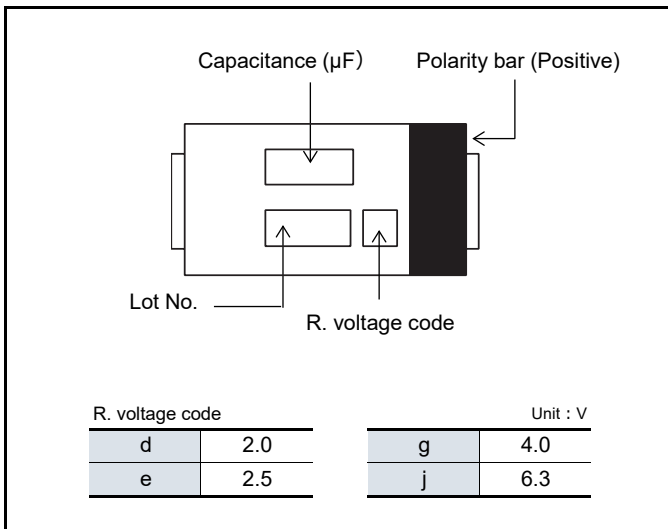 Capacitance (µF) Polarity bar (Positive)
Lot No.
R. voltage code
R. voltage code Unit : V
d 2.0 g 4.0
e 2.5 j 6.3